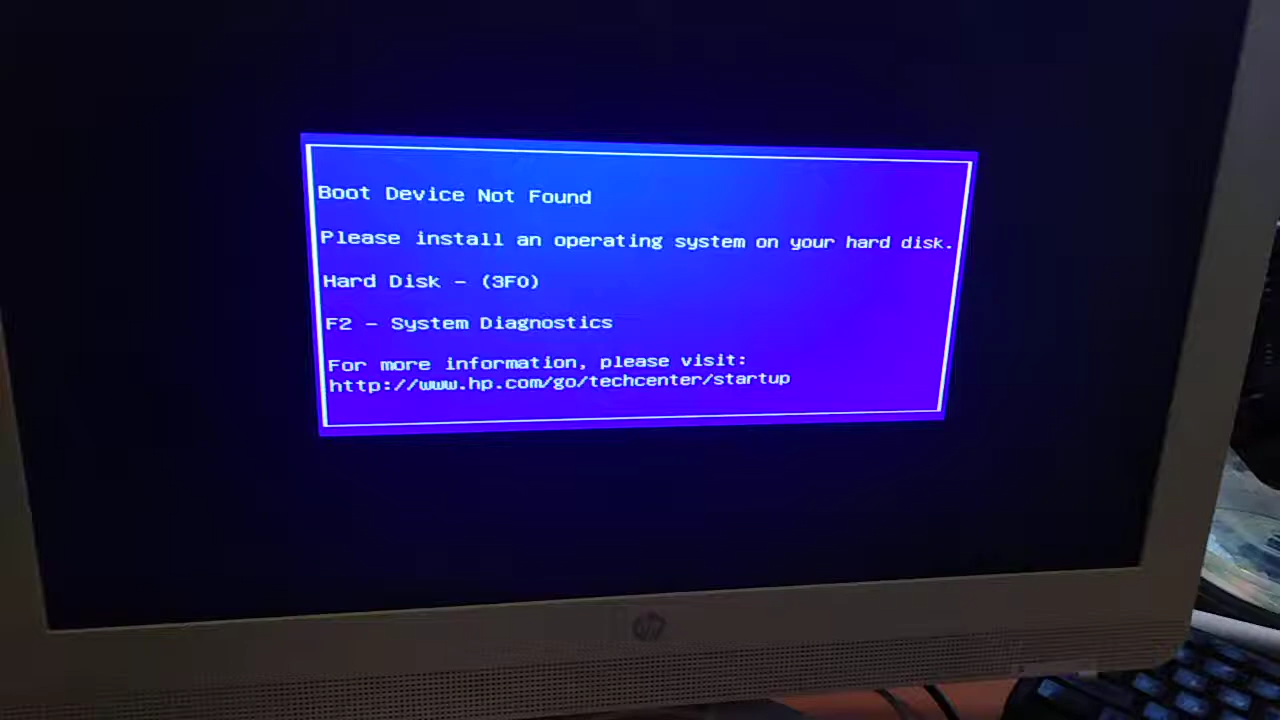 Boot Device Not Found
Please install an operating system on your hard disk.
Hard Disk - (3F0)
F2 - System Diagnostics
For more information, please visit:
http://www.hp.com/go/techcenter/startup
hp